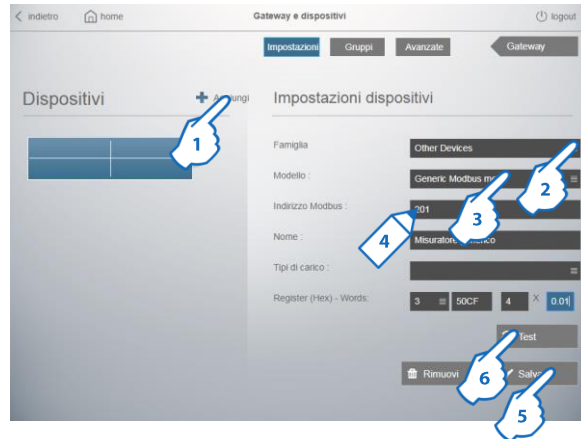 indietro home Gateway e dispositivi logout
Impostazioni Gruppi Avanzate Gateway
Dispositivi Impostazioni dispositivi
1
Famiglia Other Devices
2
Modello : Generic Modbus
3
Indirizzo Modbus : 201
4
Nome : Misuratore
Tipi di carico :
Register (Hex) - Words: 3 50CF 4 X 0.01
Test
6
Rimuovi
5